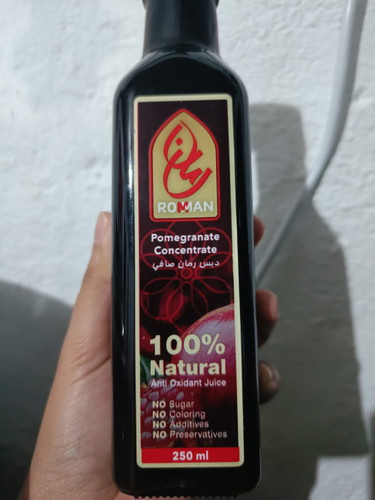 رمان
ROMMAN
Pomegranate
Concentrate
دبس رمان صافي
100%
Natural
Anti Oxidant Juice
NO Sugar
NO Coloring
NO Additives
NO Preservatives
250 ml